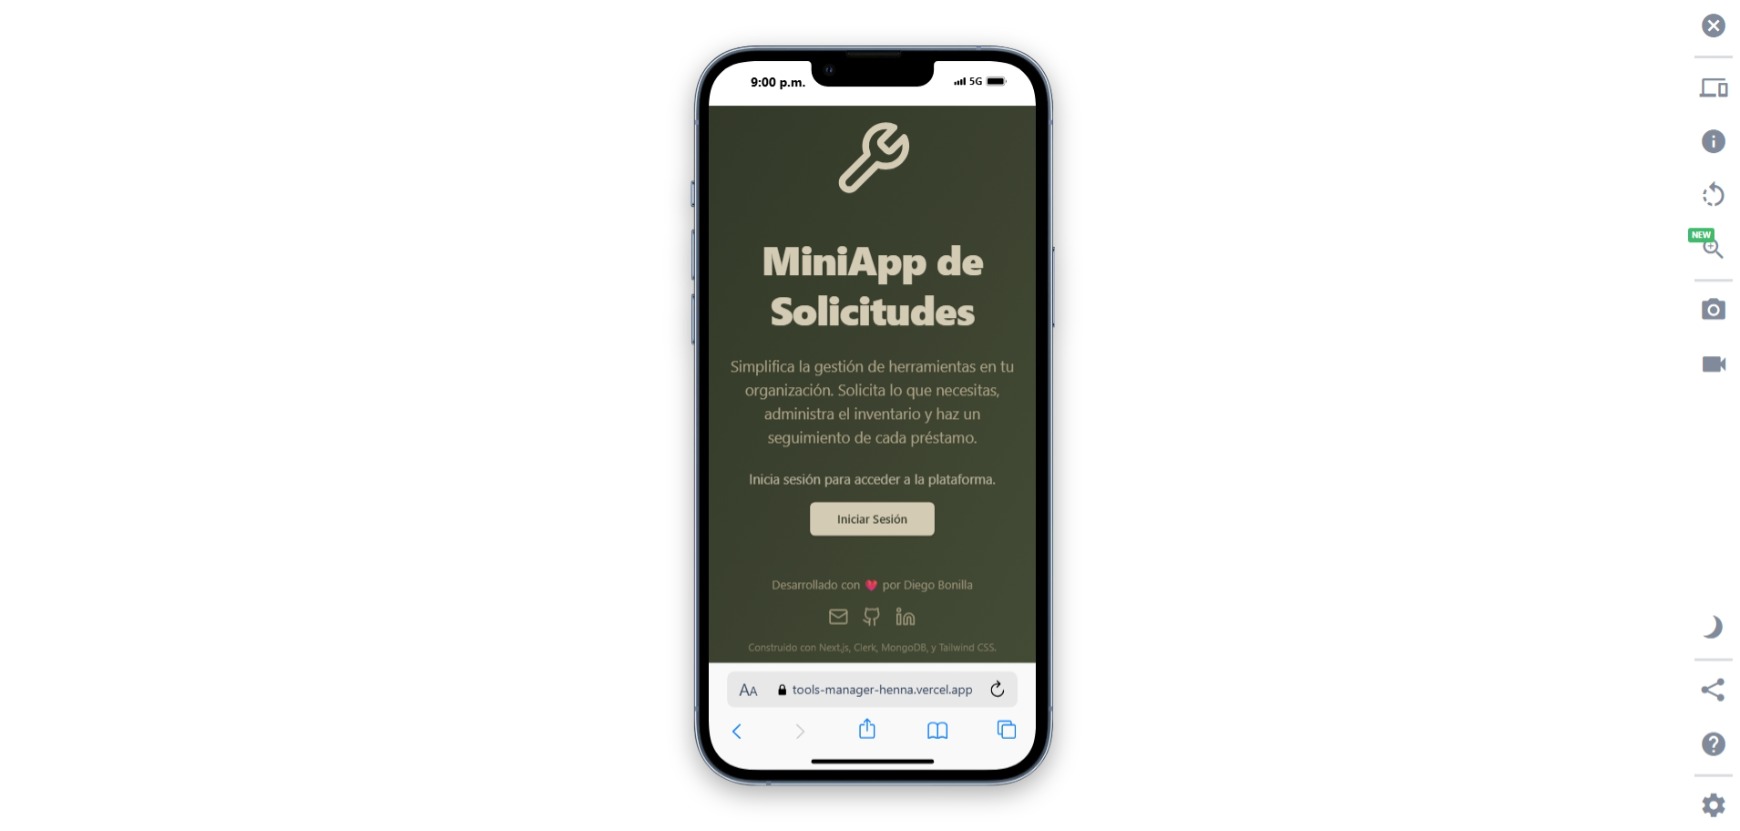 9:00 p.m.
5G
MiniApp de
Solicitudes
Simplifica la gestión de herramientas en tu
organización. Solicita lo que necesitas,
administra el inventario y haz un
seguimiento de cada préstamo.
Inicia sesión para acceder a la plataforma.
Iniciar Sesión
Desarrollado con ❤️ por Diego Bonilla
Construido con Next.js, Clerk, MongoDB, y Tailwind CSS.
AA tools-manager-henna.vercel.app
NEW